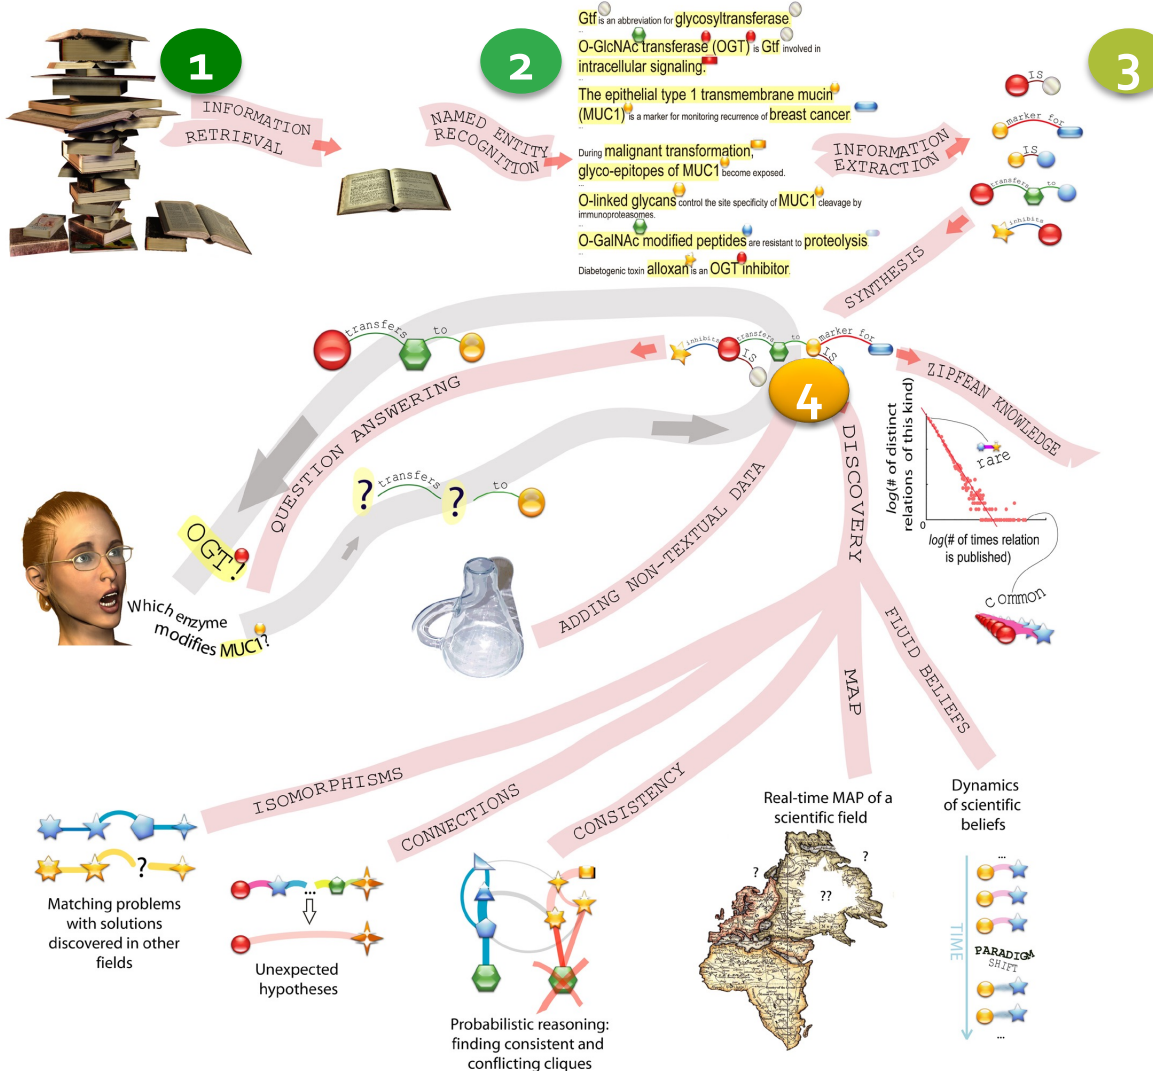 1
2
3
INFORMATION
RETRIEVAL
NAMED ENTITY
RECOGNITION
Gtf is an abbreviation for glycosyltransferase
...
O-GlcNAc transferase (OGT) is Gtf involved in
intracellular signaling.
...
The epithelial type 1 transmembrane mucin
(MUC1) is a marker for monitoring recurrence of breast cancer
...
During malignant transformation,
glyco-epitopes of MUC1 become exposed.
...
O-linked glycans control the site specificity of MUC1 cleavage by
immunoproteasomes.
...
O-GalNAc modified peptides are resistant to proteolysis
...
Diabetogenic toxin alloxan is an OGT inhibitor.
INFORMATION
EXTRACTION
IS
marker for
IS
transfers to
inhibits
SYNTHESIS
transfers to
inhibits transfers to marker for
IS IS
4
ZIPFEAN KNOWLEDGE
QUESTION ANSWERING
? transfers ? to
OGT!
Which enzyme
modifies MUC1?
ADDING NON-TEXTUAL DATA
DISCOVERY
log(# of distinct
relations of this kind)
rare
0
log(# of times relation
is published)
common
ISOMORPHISMS
CONNECTIONS
CONSISTENCY
MAP
FLUID BELIEFS
?
Matching problems
with solutions
discovered in other
fields
...
Unexpected
hypotheses
Probabilistic reasoning:
finding consistent and
conflicting cliques
Real-time MAP of a
scientific field
?
?
??
Dynamics
of scientific
beliefs
...
TIME
PARADIGM
SHIFT
...